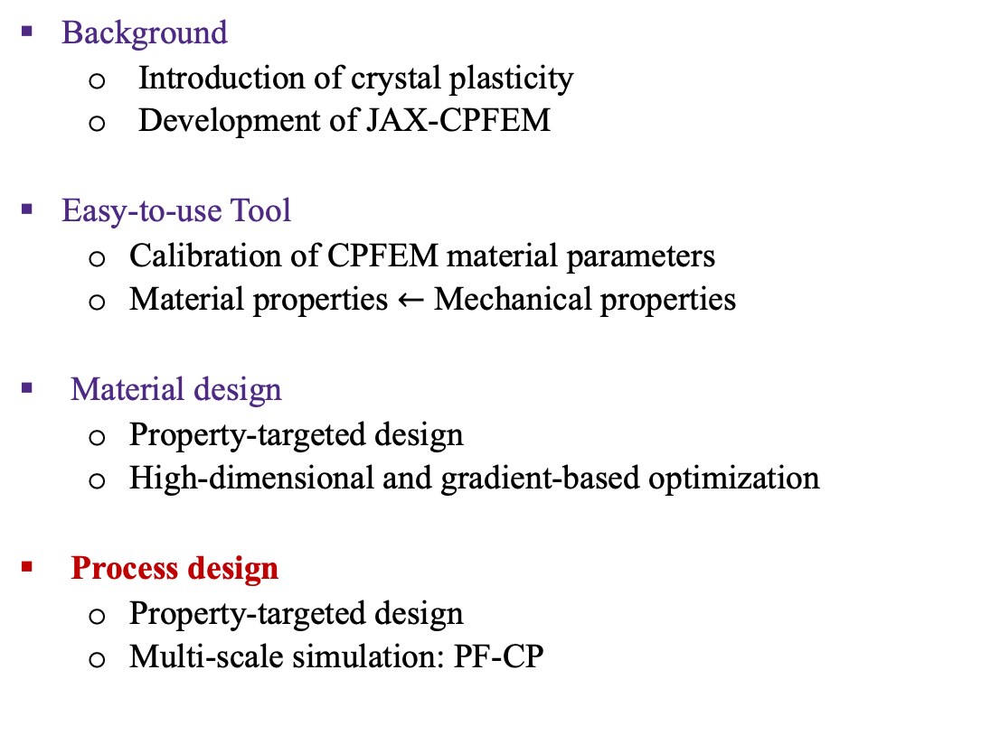 ▪ Background
o Introduction of crystal plasticity
o Development of JAX-CPFEM
▪ Easy-to-use Tool
o Calibration of CPFEM material parameters
o Material properties ← Mechanical properties
▪ Material design
o Property-targeted design
o High-dimensional and gradient-based optimization
▪ Process design
o Property-targeted design
o Multi-scale simulation: PF-CP